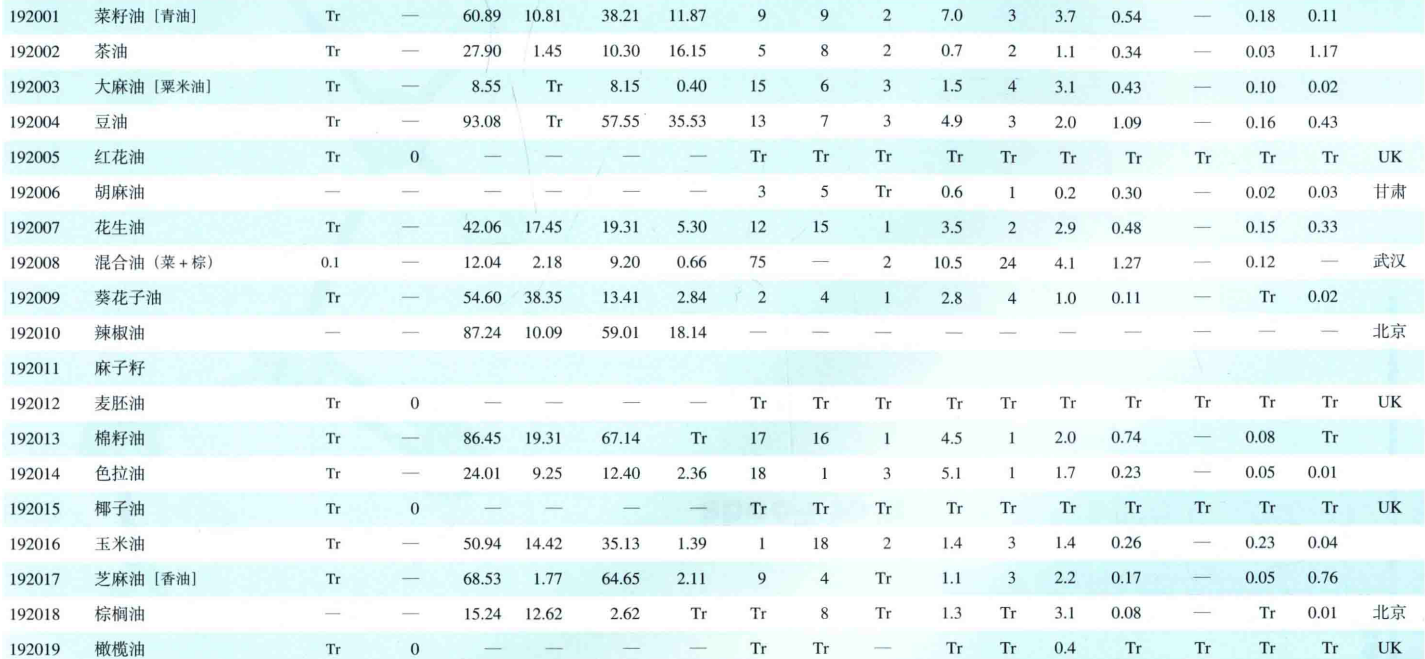 192001 菜籽油 [青油] Tr — 60.89 10.81 38.21 11.87 9 9 2 7.0 3 3.7 0.54 — 0.18 0.11
192002 茶油 Tr — 27.90 1.45 10.30 16.15 5 8 2 0.7 2 1.1 0.34 — 0.03 1.17
192003 大麻油 [粟米油] Tr — 8.55 Tr 8.15 0.40 15 6 3 1.5 4 3.1 0.43 — 0.10 0.02
192004 豆油 Tr — 93.08 Tr 57.55 35.53 13 7 3 4.9 3 2.0 1.09 — 0.16 0.43
192005 红花油 Tr 0 — — — — Tr Tr Tr Tr Tr Tr Tr Tr Tr Tr UK
192006 胡麻油 — — — — — — 3 5 Tr 0.6 1 0.2 0.30 — 0.02 0.03 甘肃
192007 花生油 Tr — 42.06 17.45 19.31 5.30 12 15 1 3.5 2 2.9 0.48 — 0.15 0.33
192008 混合油（菜+棕） 0.1 — 12.04 2.18 9.20 0.66 75 — 2 10.5 24 4.1 1.27 — 0.12 — 武汉
192009 葵花子油 Tr — 54.60 38.35 13.41 2.84 2 4 1 2.8 4 1.0 0.11 — Tr 0.02
192010 辣椒油 — — 87.24 10.09 59.01 18.14 — — — — — — — — — — 北京
192011 麻子籽
192012 麦胚油 Tr 0 — — — — Tr Tr Tr Tr Tr Tr Tr Tr Tr Tr UK
192013 棉籽油 Tr — 86.45 19.31 67.14 Tr 17 16 1 4.5 1 2.0 0.74 — 0.08 Tr
192014 色拉油 Tr — 24.01 9.25 12.40 2.36 18 1 3 5.1 1 1.7 0.23 — 0.05 0.01
192015 椰子油 Tr 0 — — — — Tr Tr Tr Tr Tr Tr Tr Tr Tr Tr UK
192016 玉米油 Tr — 50.94 14.42 35.13 1.39 1 18 2 1.4 3 1.4 0.26 — 0.23 0.04
192017 芝麻油 [香油] Tr — 68.53 1.77 64.65 2.11 9 4 Tr 1.1 3 2.2 0.17 — 0.05 0.76
192018 棕榈油 — — 15.24 12.62 2.62 Tr Tr 8 Tr 1.3 Tr 3.1 0.08 — Tr 0.01 北京
192019 橄榄油 Tr 0 — — — — Tr Tr — Tr Tr 0.4 Tr Tr Tr Tr UK